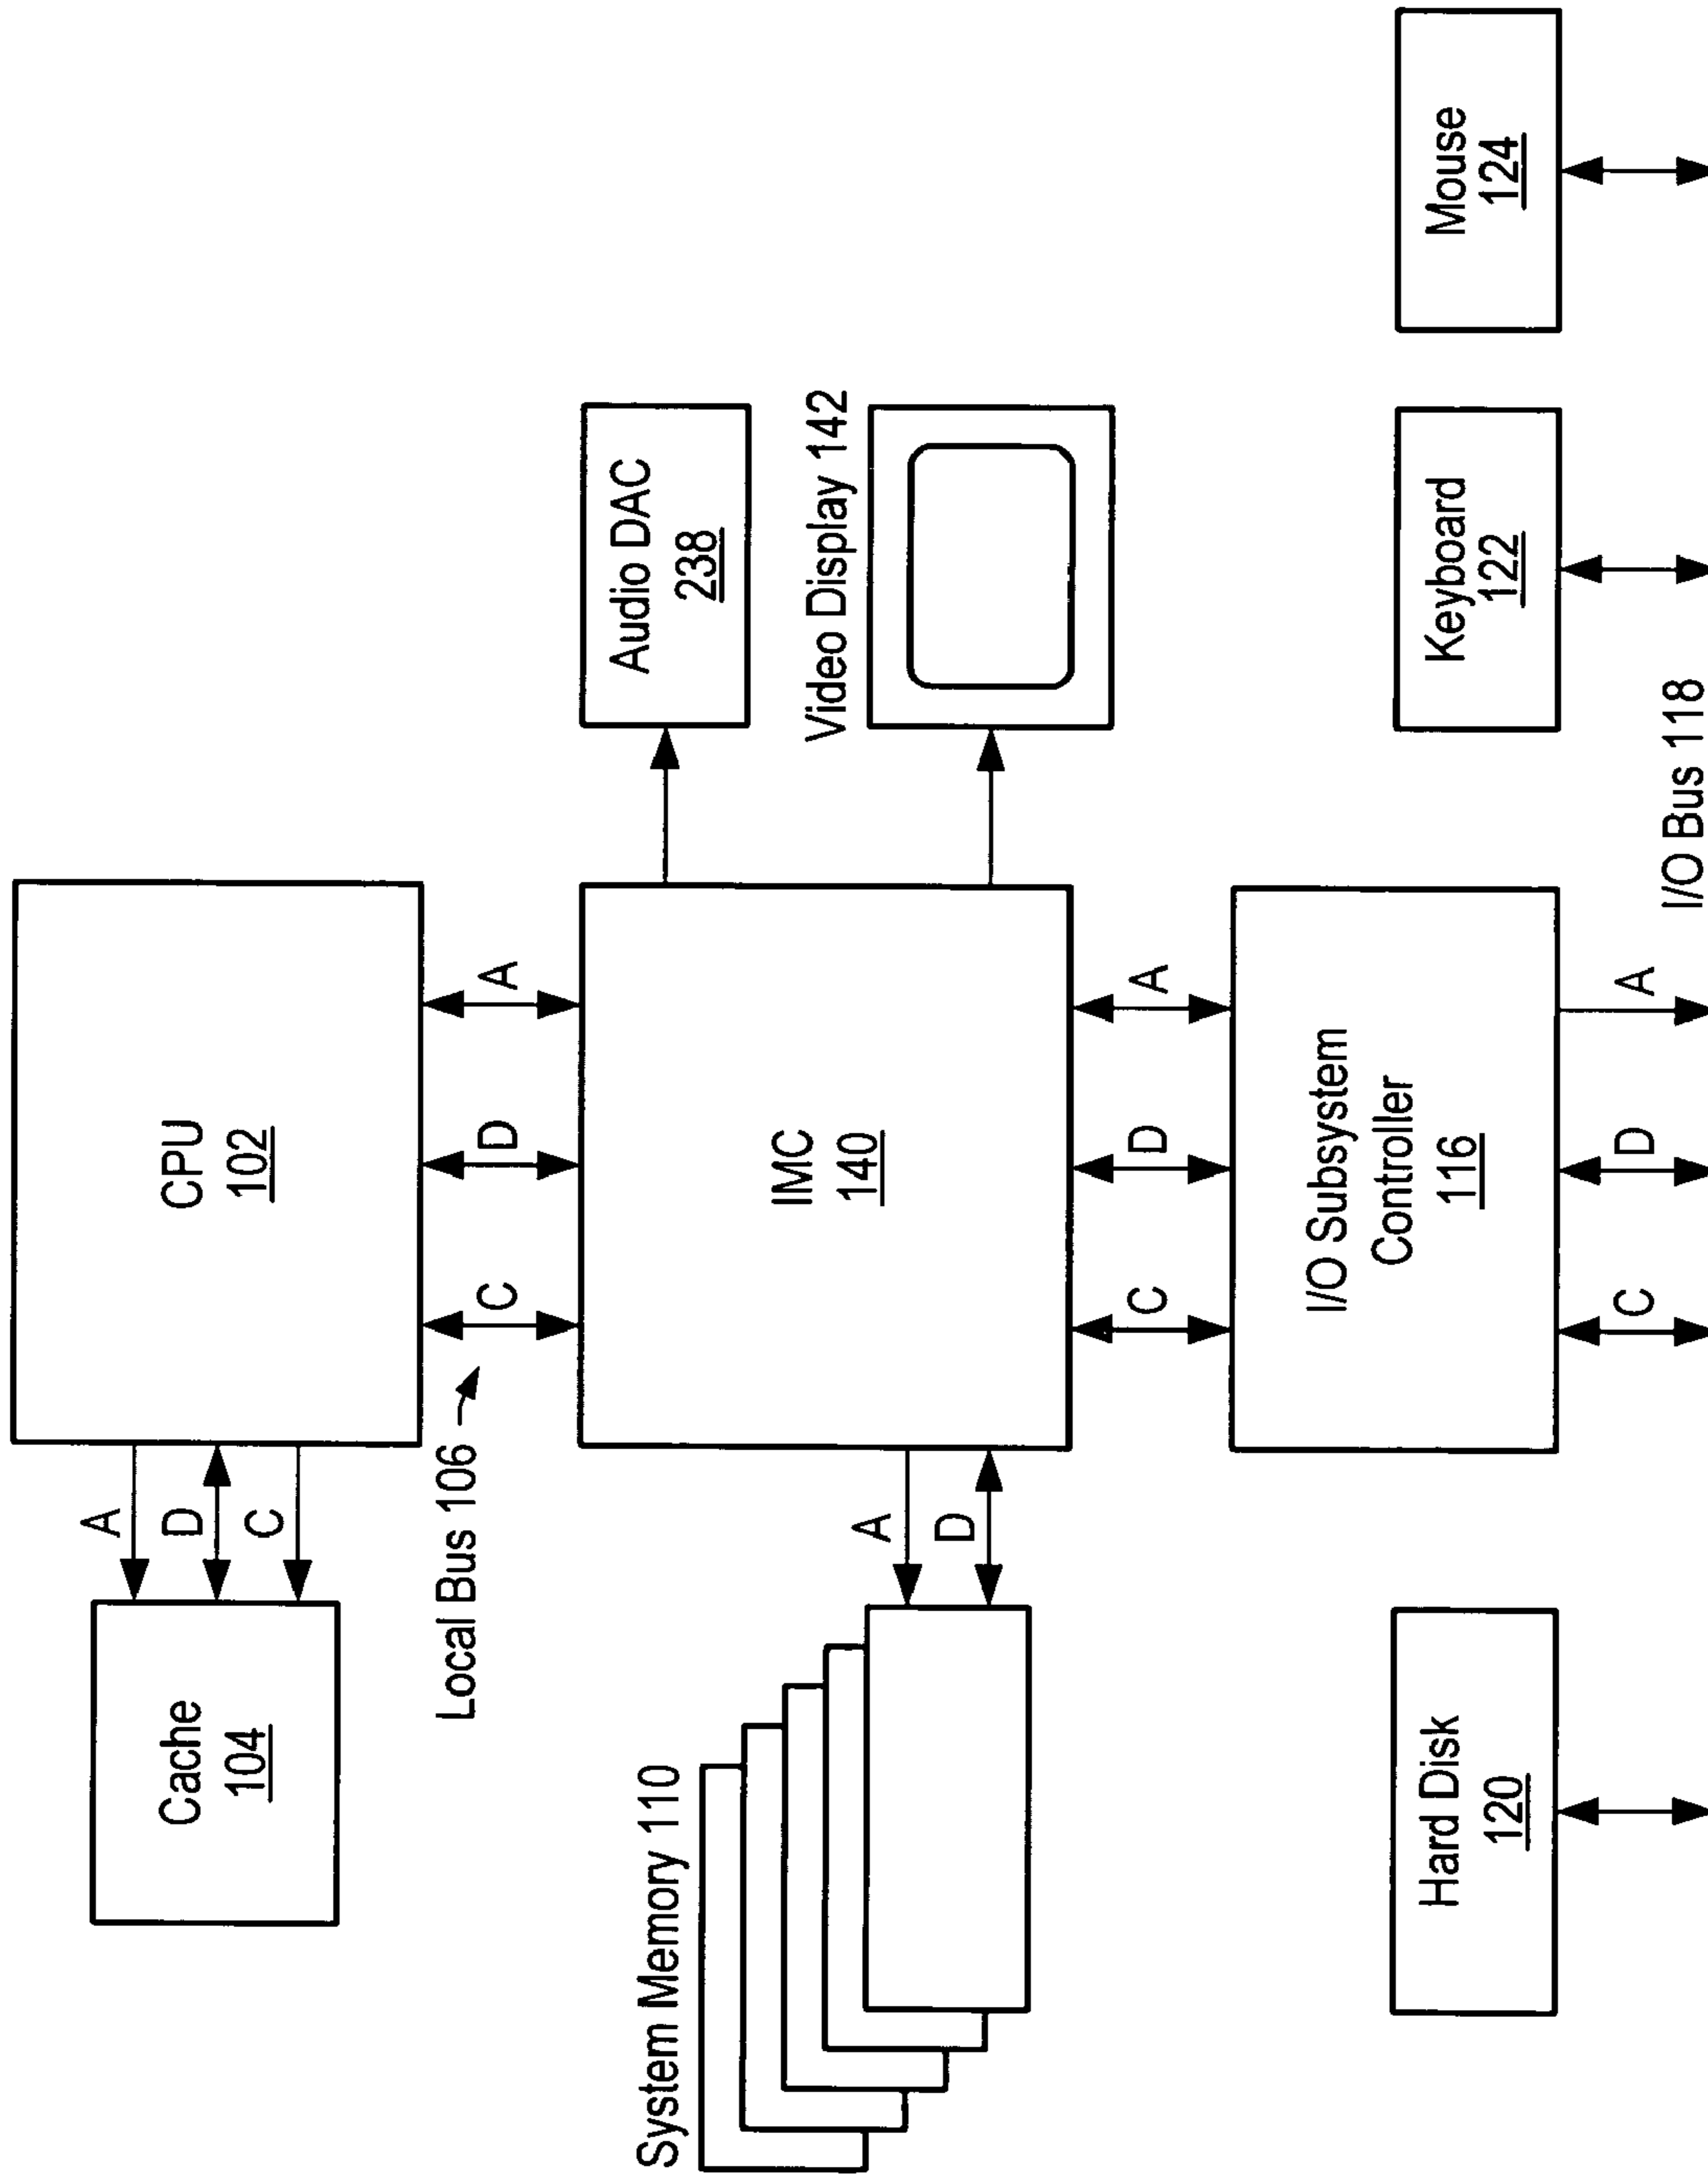 Cache
104
A
D
C
CPU
102
Local Bus 106
C
D
A
System Memory 110
A
D
IMC
140
Audio DAC
238
Video Display 142
C
D
A
I/O Subsystem
Controller
116
Hard Disk
120
C
D
A
I/O Bus 118
Keyboard
122
Mouse
124